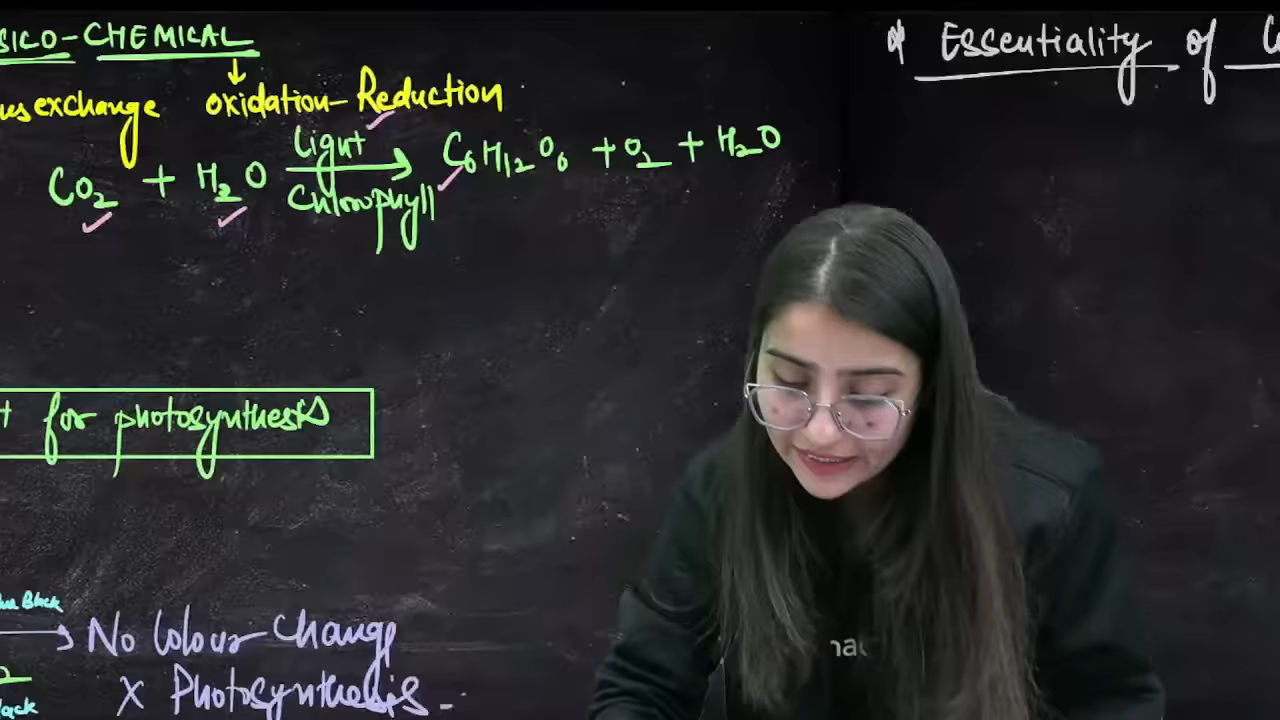 SICO-CHEMICAL
us exchange oxidation-Reduction
CO2 + H2O Light Chlorophyll C6H12O6 + O2 + H2O
* Essentiality of C
t for photosynthesis
Black
No Colour Change
X Photosynthesis.